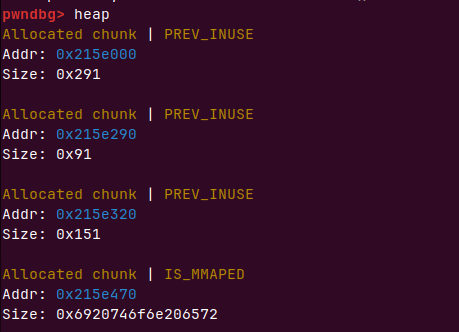 pwndbg> heap
Allocated chunk | PREV_INUSE
Addr: 0x215e000
Size: 0x291
Allocated chunk | PREV_INUSE
Addr: 0x215e290
Size: 0x91
Allocated chunk | PREV_INUSE
Addr: 0x215e320
Size: 0x151
Allocated chunk | IS_MMAPED
Addr: 0x215e470
Size: 0x6920746f6e206572